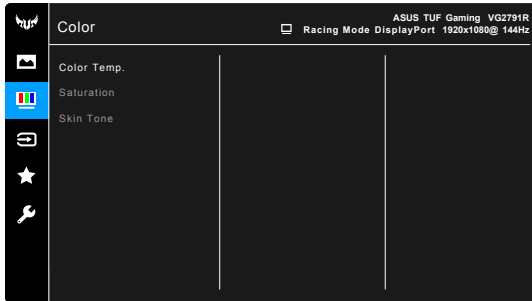 Color
ASUS TUF Gaming VG2791R
Racing Mode DisplayPort 1920x1080@ 144Hz
Color Temp.
Saturation
Skin Tone